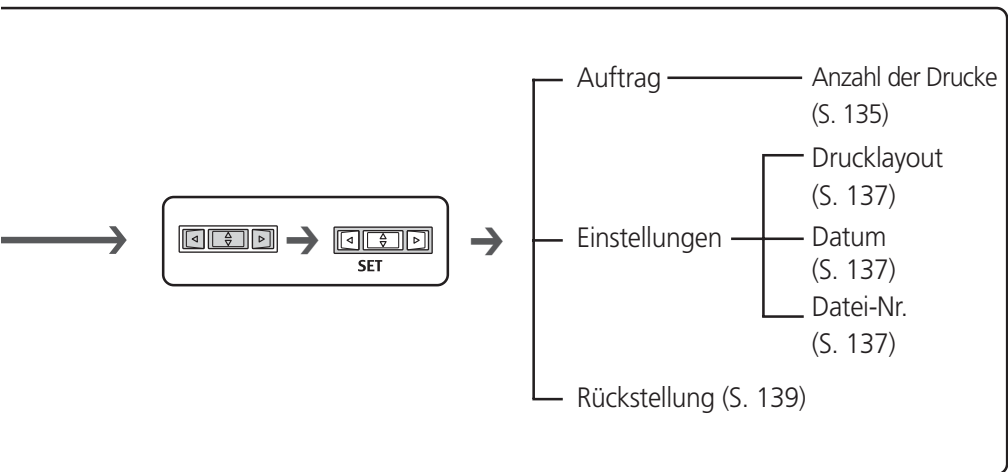 Auftrag
Anzahl der Drucke
(S. 135)
Einstellungen
Drucklayout
(S. 137)
Datum
(S. 137)
Datei-Nr.
(S. 137)
Rückstellung (S. 139)
SET